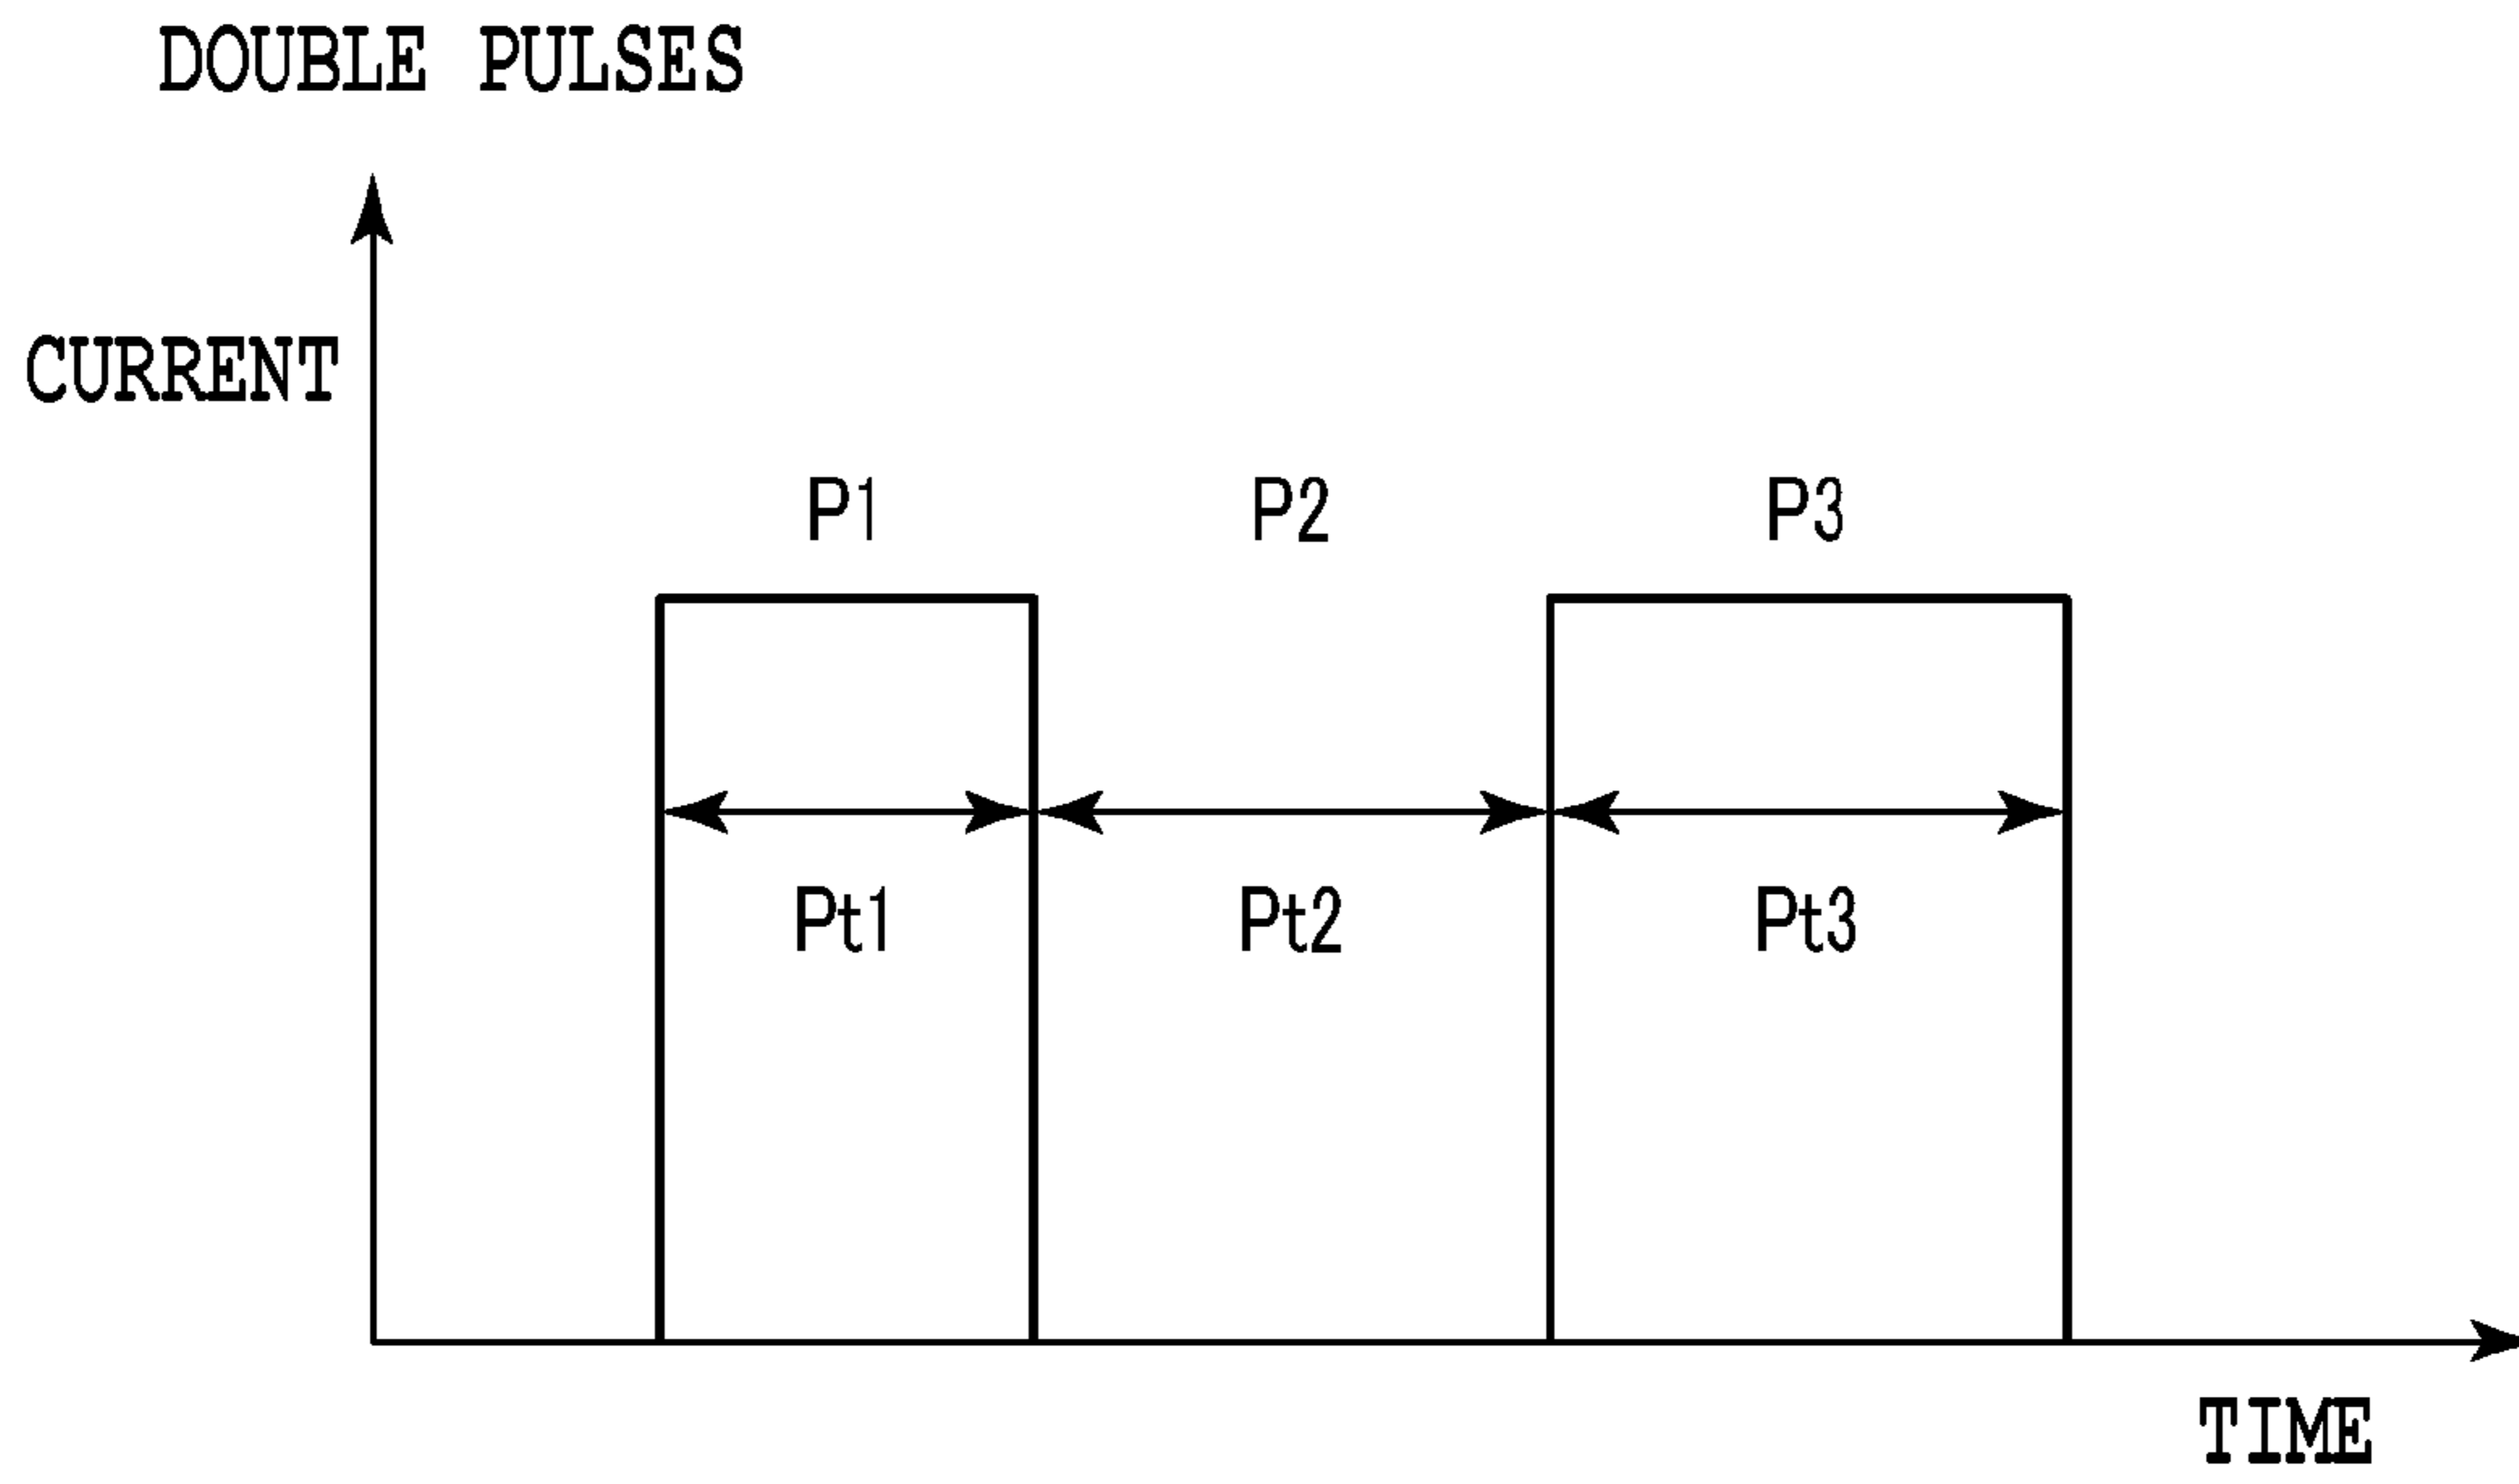 DOUBLE PULSES
CURRENT
P1 P2 P3
Pt1 Pt2 Pt3
TIME